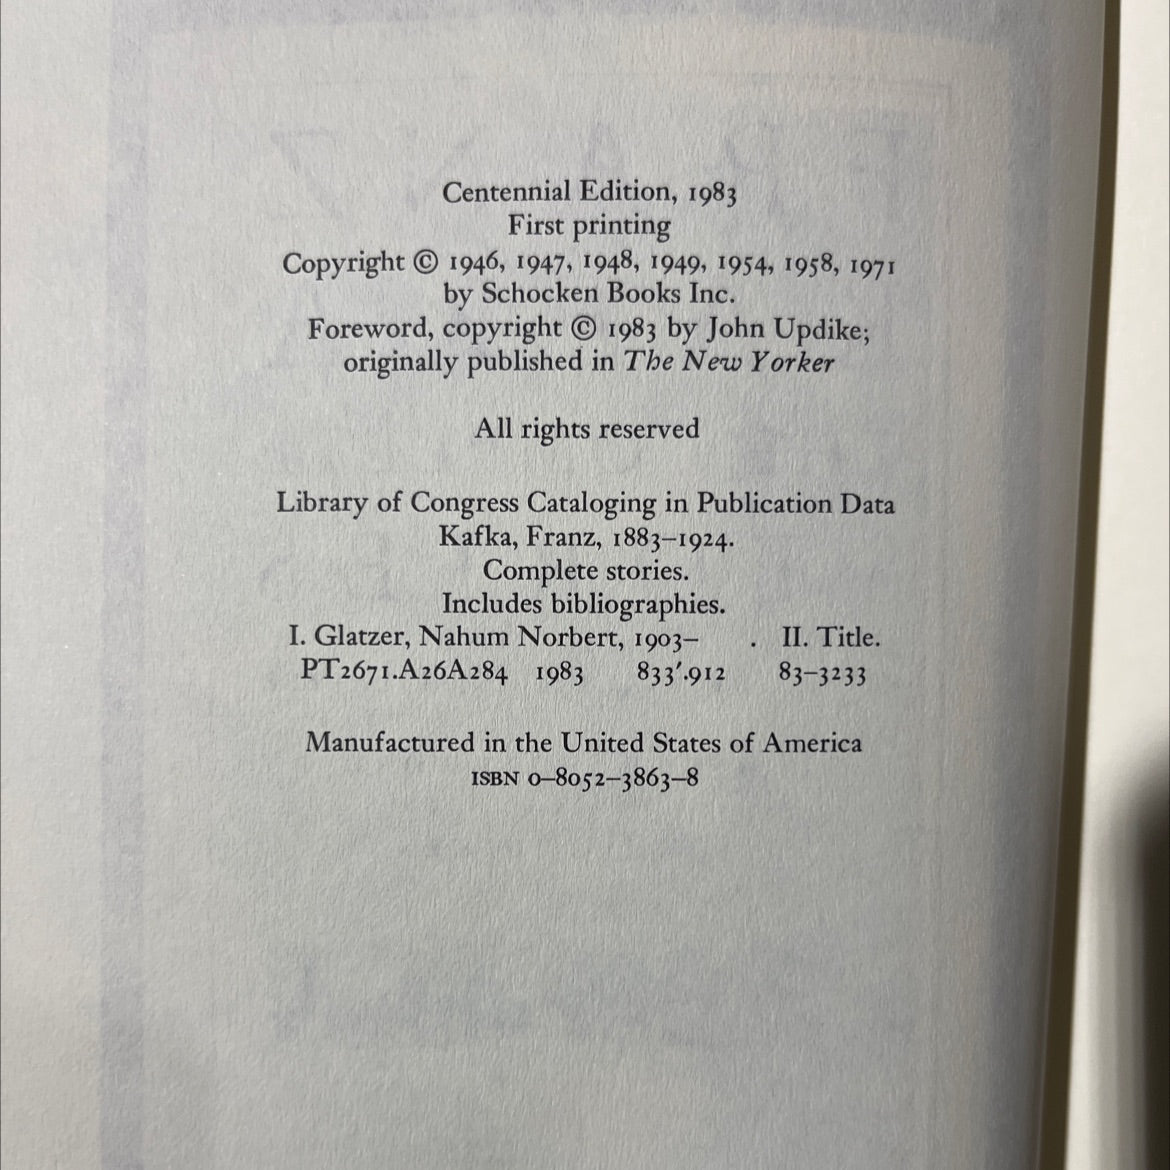 Centennial Edition, 1983
First printing
Copyright © 1946, 1947, 1948, 1949, 1954, 1958, 1971
by Schocken Books Inc.
Foreword, copyright © 1983 by John Updike;
originally published in The New Yorker
All rights reserved
Library of Congress Cataloging in Publication Data
Kafka, Franz, 1883–1924.
Complete stories.
Includes bibliographies.
I. Glatzer, Nahum Norbert, 1903– . II. Title.
PT2671.A26A284 1983 833′.912 83–3233
Manufactured in the United States of America
ISBN 0–8052–3863–8